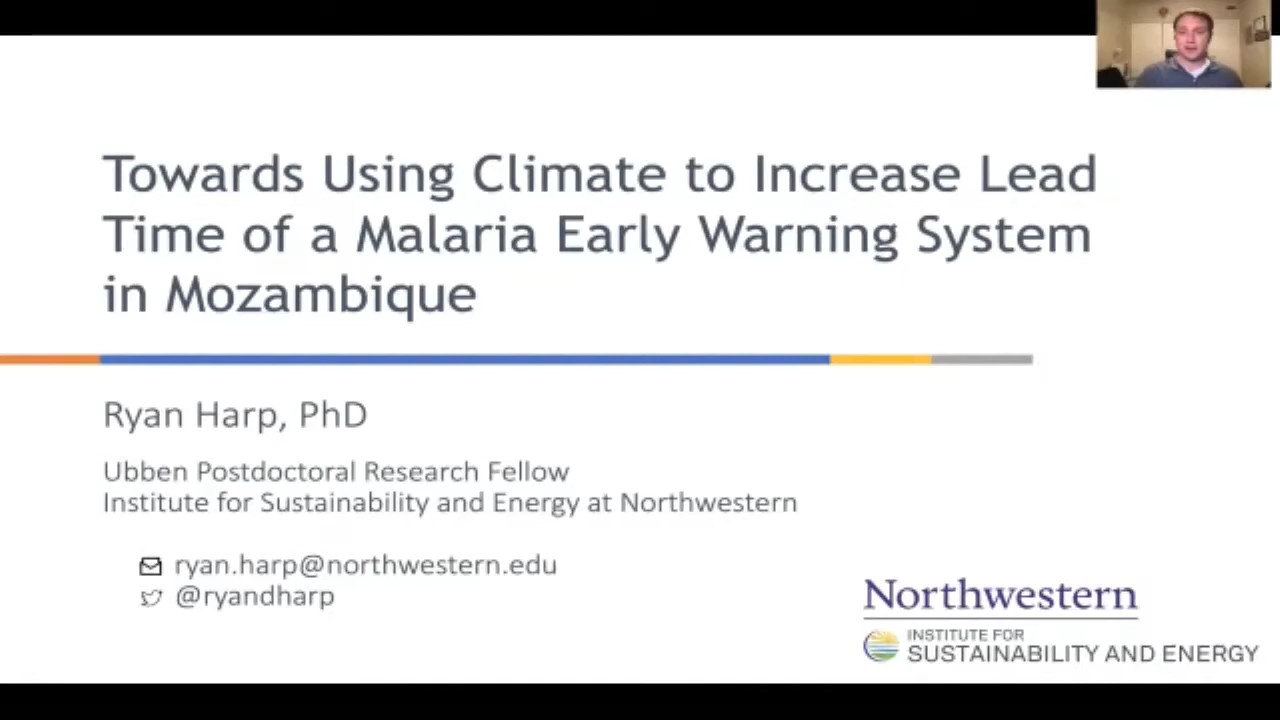 Towards Using Climate to Increase Lead
Time of a Malaria Early Warning System
in Mozambique
Ryan Harp, PhD
Ubben Postdoctoral Research Fellow
Institute for Sustainability and Energy at Northwestern
ryan.harp@northwestern.edu
@ryandharp
Northwestern
INSTITUTE FOR
SUSTAINABILITY AND ENERGY